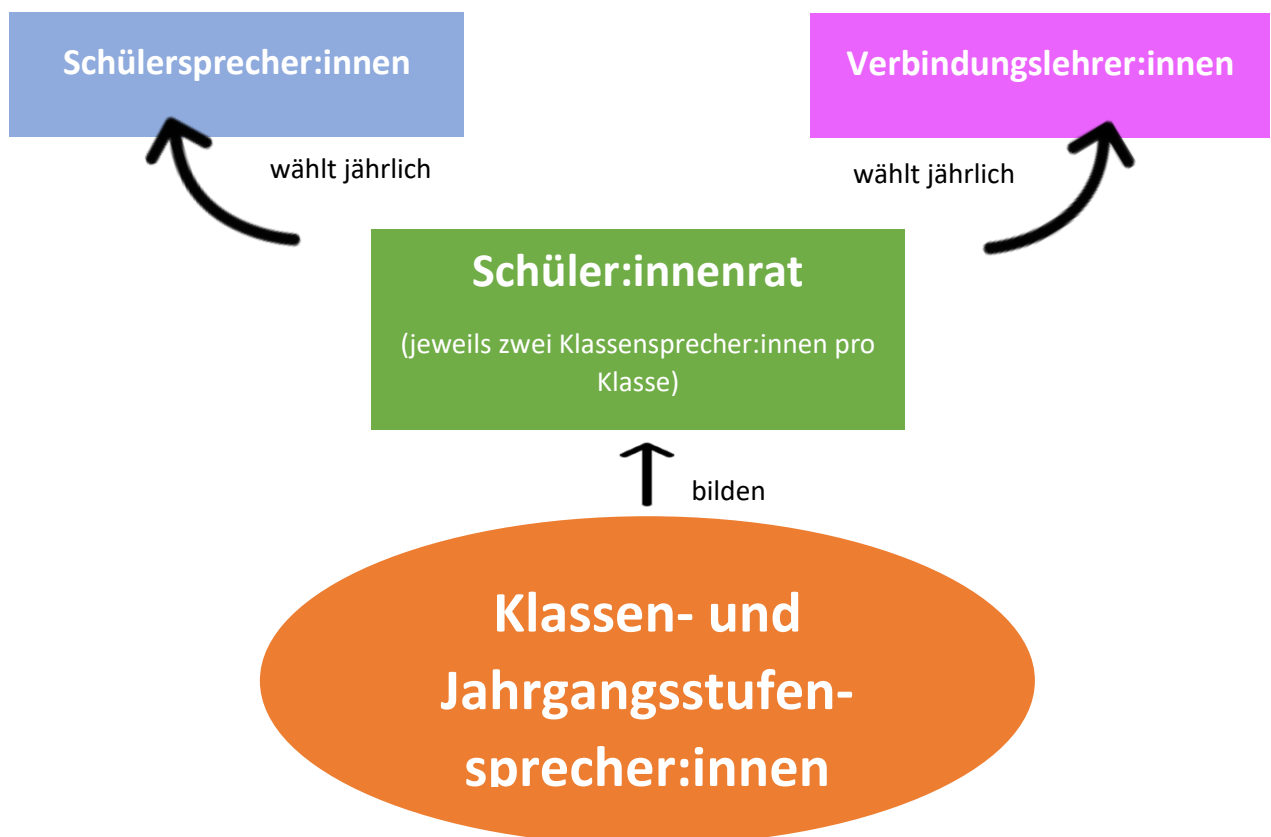 Schülersprecher:innen
Verbindungslehrer:innen
wählt jährlich
wählt jährlich
Schüler:innenrat
(jeweils zwei Klassensprecher:innen pro
Klasse)
bilden
Klassen- und
Jahrgangsstufen-
sprecher:innen